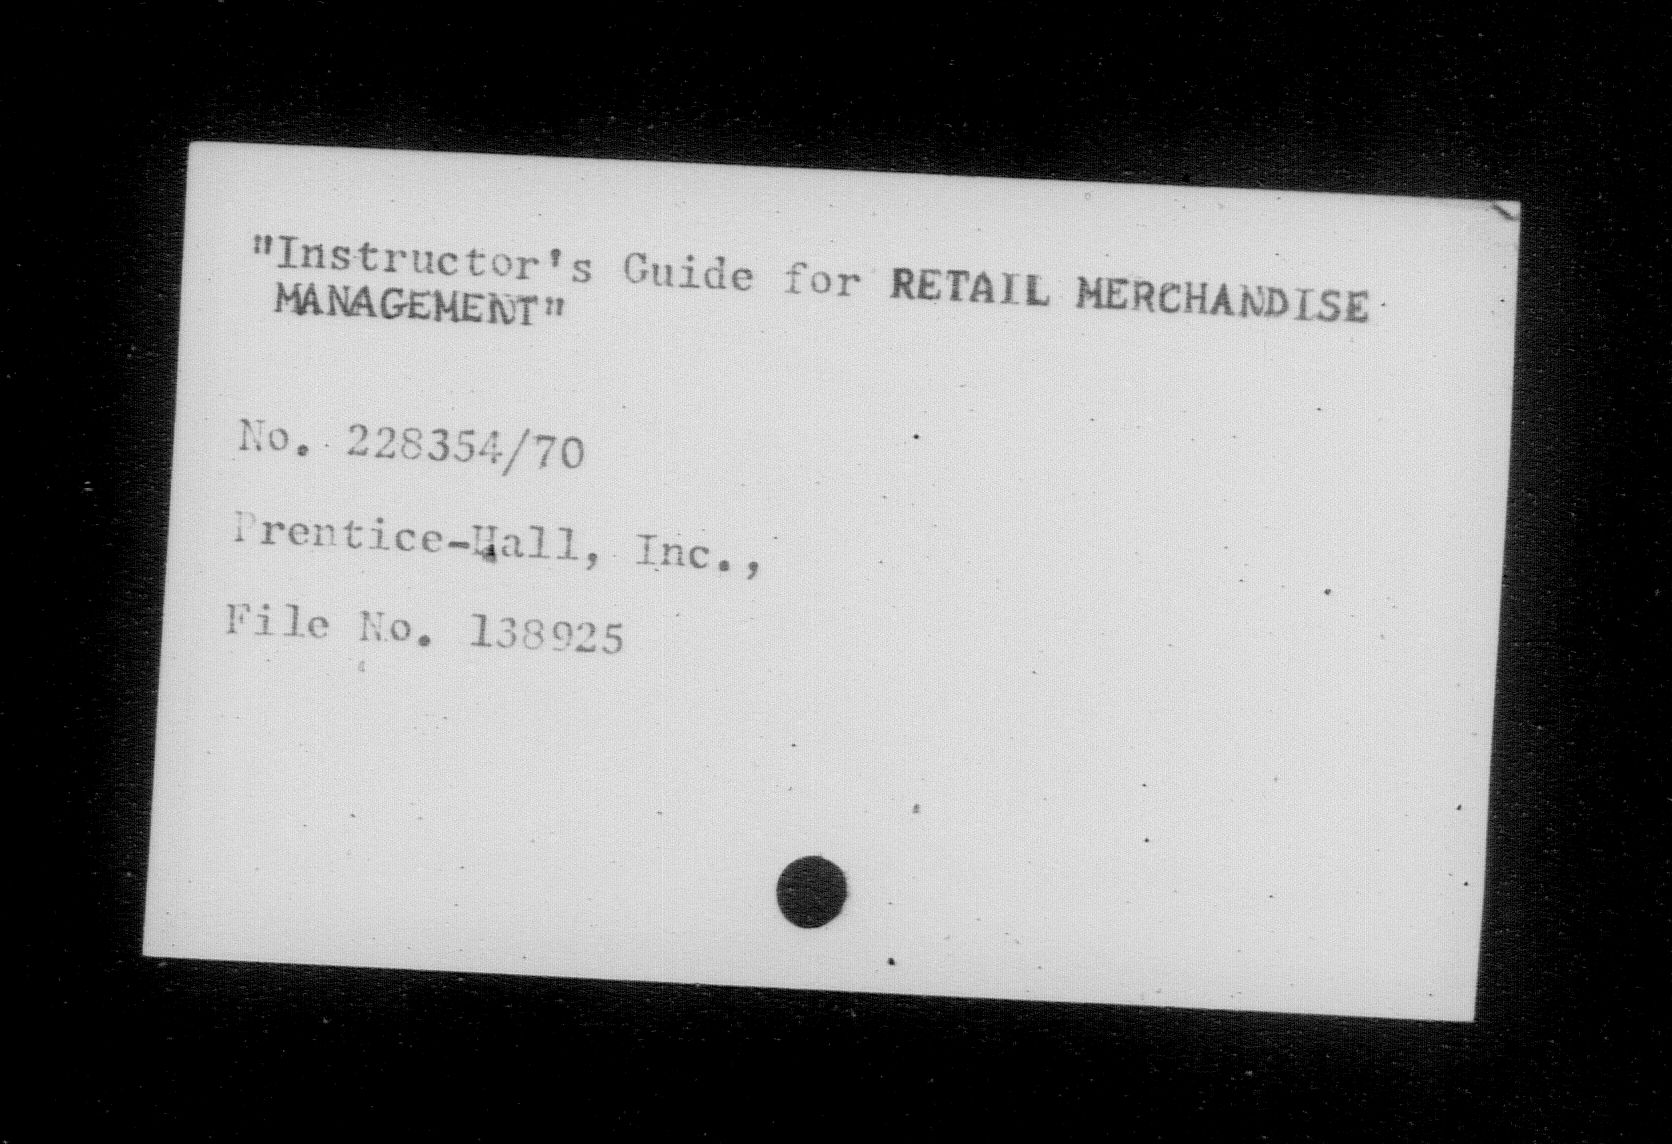 "Instructor's Guide for RETAIL MERCHANDISE
MANAGEMENT"
No. 228354/70
Prentice-Hall, Inc.,
File No. 138925